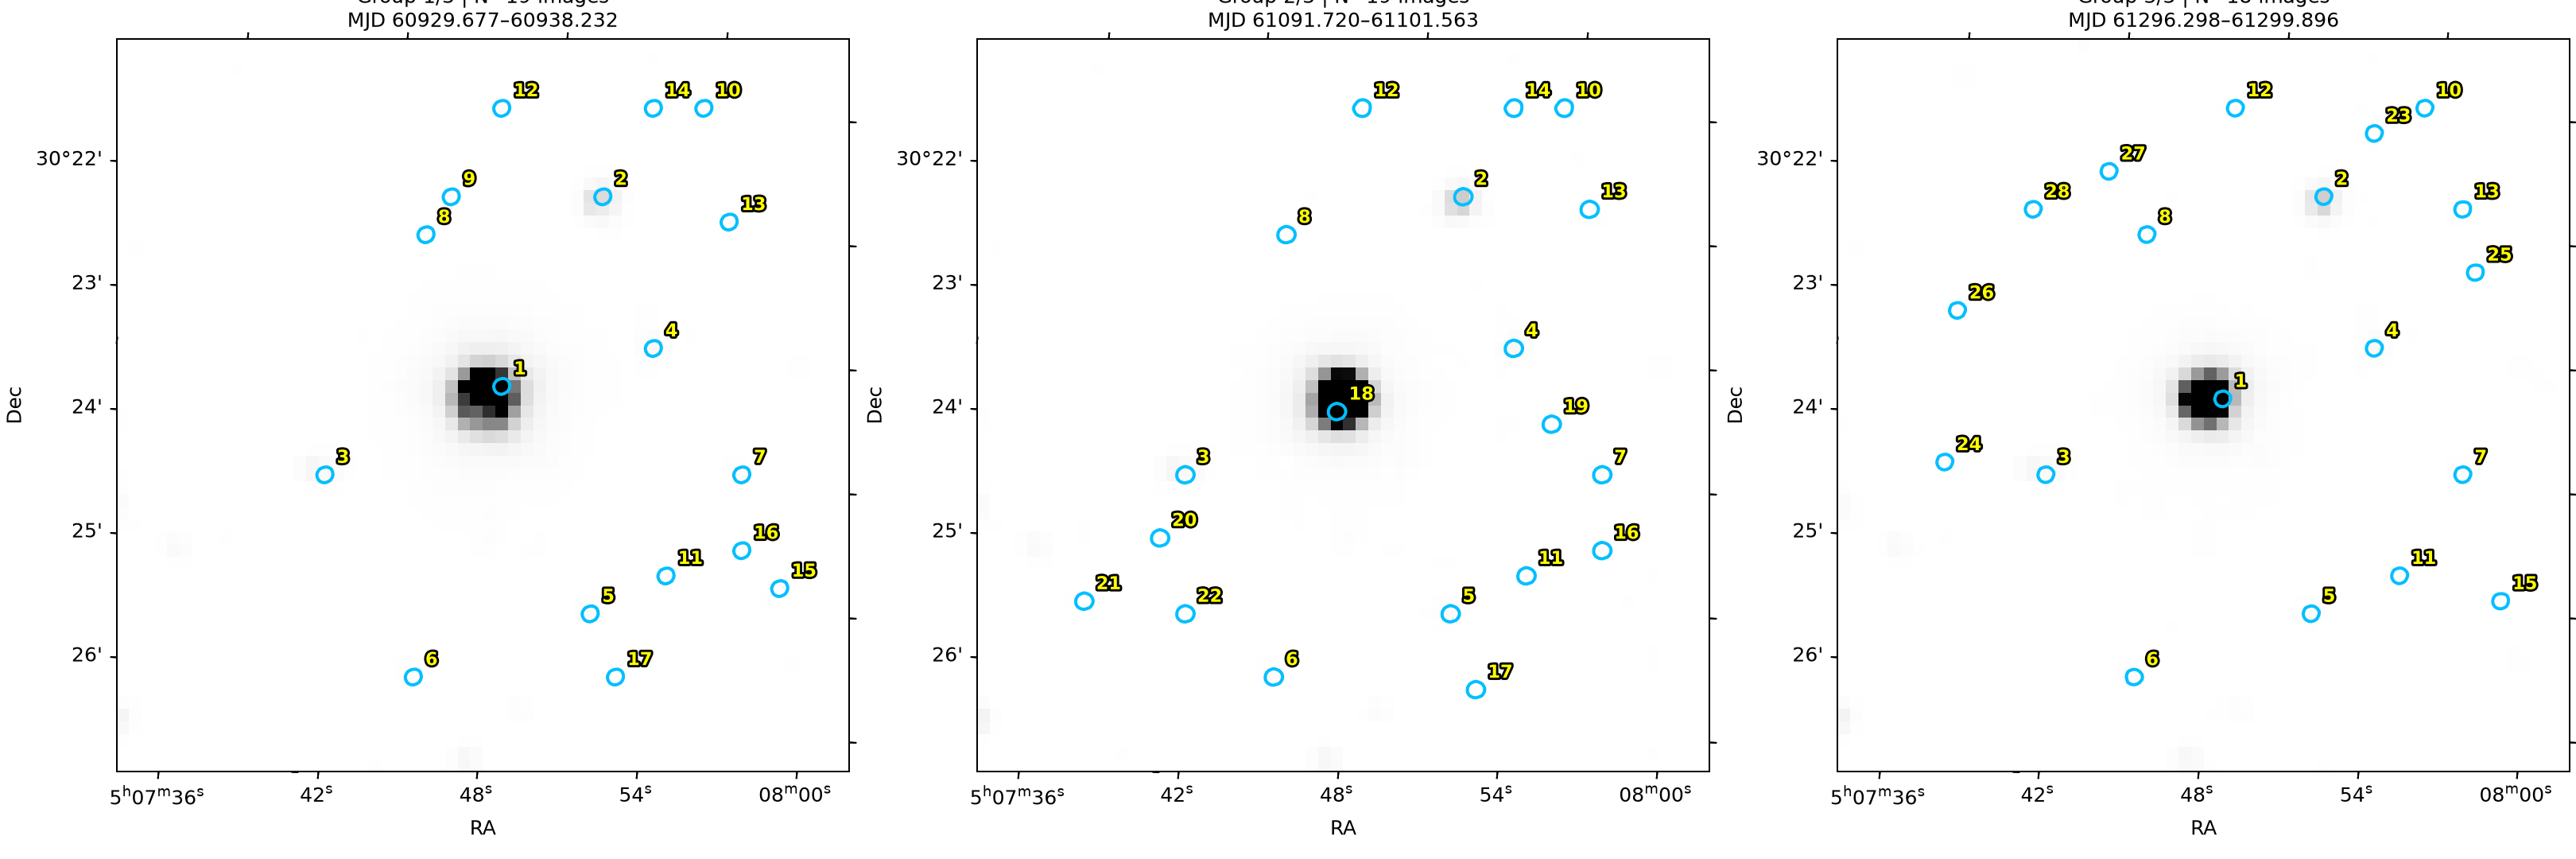 MJD 60929.677–60938.232
12
14
10
9
2
8
13
4
1
3
7
16
11
15
5
6
17
30°22'
23'
24'
25'
26'
Dec
5ʰ07ᵐ36ˢ
42ˢ
48ˢ
54ˢ
08ᵐ00ˢ
RA
MJD 61091.720–61101.563
12
14
10
2
8
13
4
18
19
3
7
20
16
11
21
22
5
6
17
30°22'
23'
24'
25'
26'
Dec
5ʰ07ᵐ36ˢ
42ˢ
48ˢ
54ˢ
08ᵐ00ˢ
RA
MJD 61296.298–61299.896
12
10
23
27
2
28
13
8
25
26
4
1
24
3
7
11
15
5
6
30°22'
23'
24'
25'
26'
Dec
5ʰ07ᵐ36ˢ
42ˢ
48ˢ
54ˢ
08ᵐ00ˢ
RA